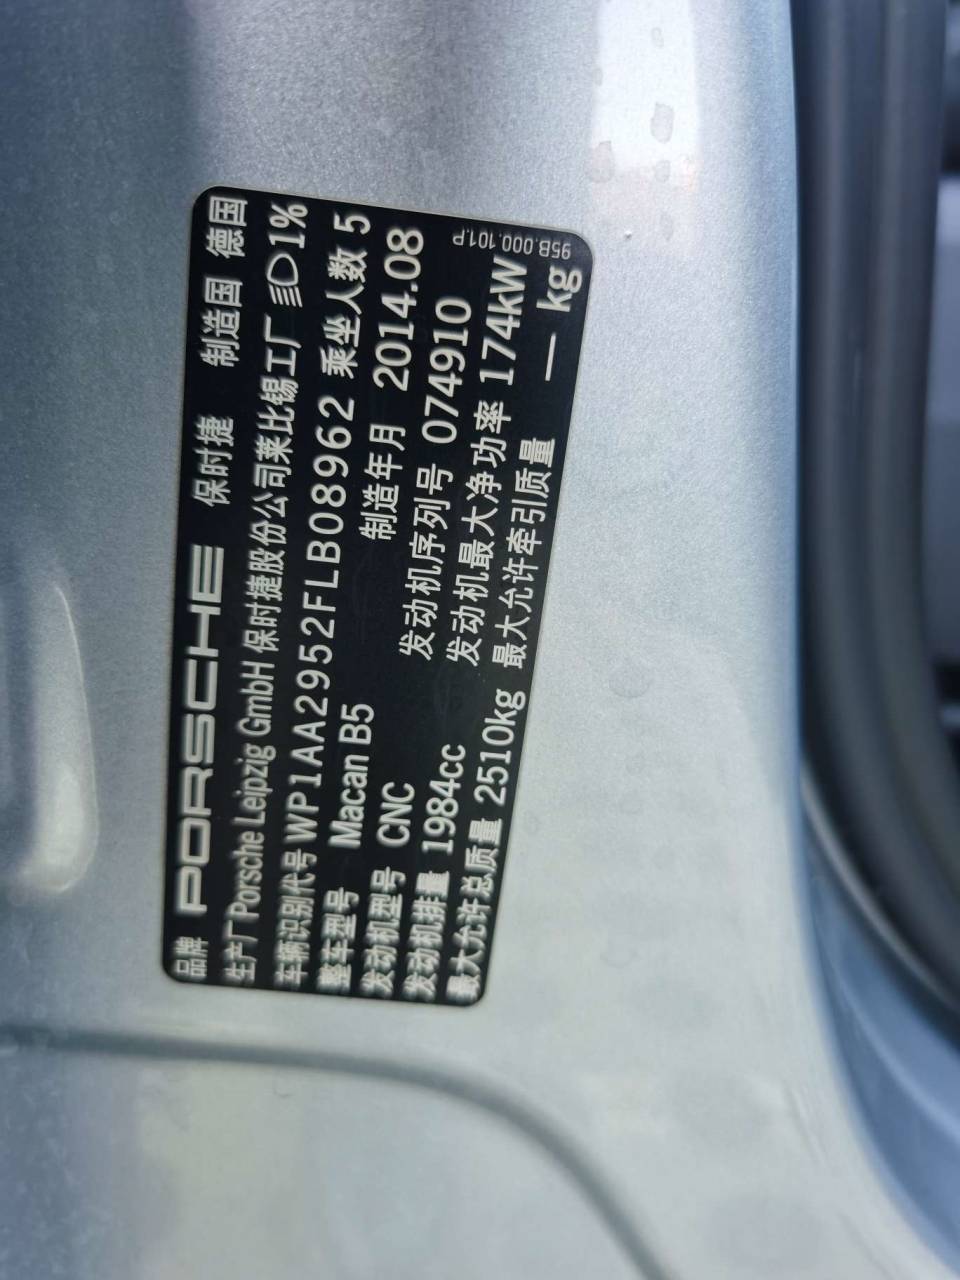 品牌 PORSCHE 保时捷 制造国 德国
生产厂 Porsche Leipzig GmbH 保时捷股份公司莱比锡工厂 1%
车辆识别代号 WP1AA2952FLB08962 乘坐人数 5
整车型号 Macan B5 制造年月 2014.08
发动机型号 CNC 发动机序列号 074910
发动机排量 1984cc 发动机最大净功率 174kW
最大允许总质量 2510kg 最大允许牵引质量 — kg
95B.000.101.P